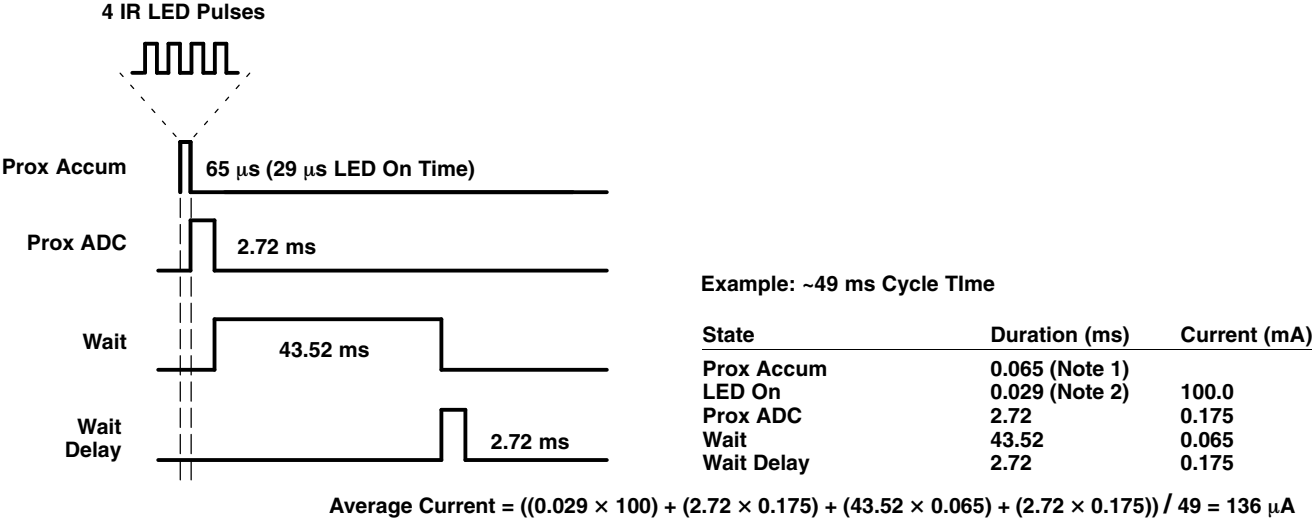 4 IR LED Pulses
Prox Accum
65 μs (29 μs LED On Time)
Prox ADC
2.72 ms
Wait
43.52 ms
Wait
Delay
2.72 ms
Example: ~49 ms Cycle TIme
State Duration (ms) Current (mA)
Prox Accum 0.065 (Note 1)
LED On 0.029 (Note 2) 100.0
Prox ADC 2.72 0.175
Wait 43.52 0.065
Wait Delay 2.72 0.175
Average Current = ((0.029 × 100) + (2.72 × 0.175) + (43.52 × 0.065) + (2.72 × 0.175)) / 49 = 136 μA